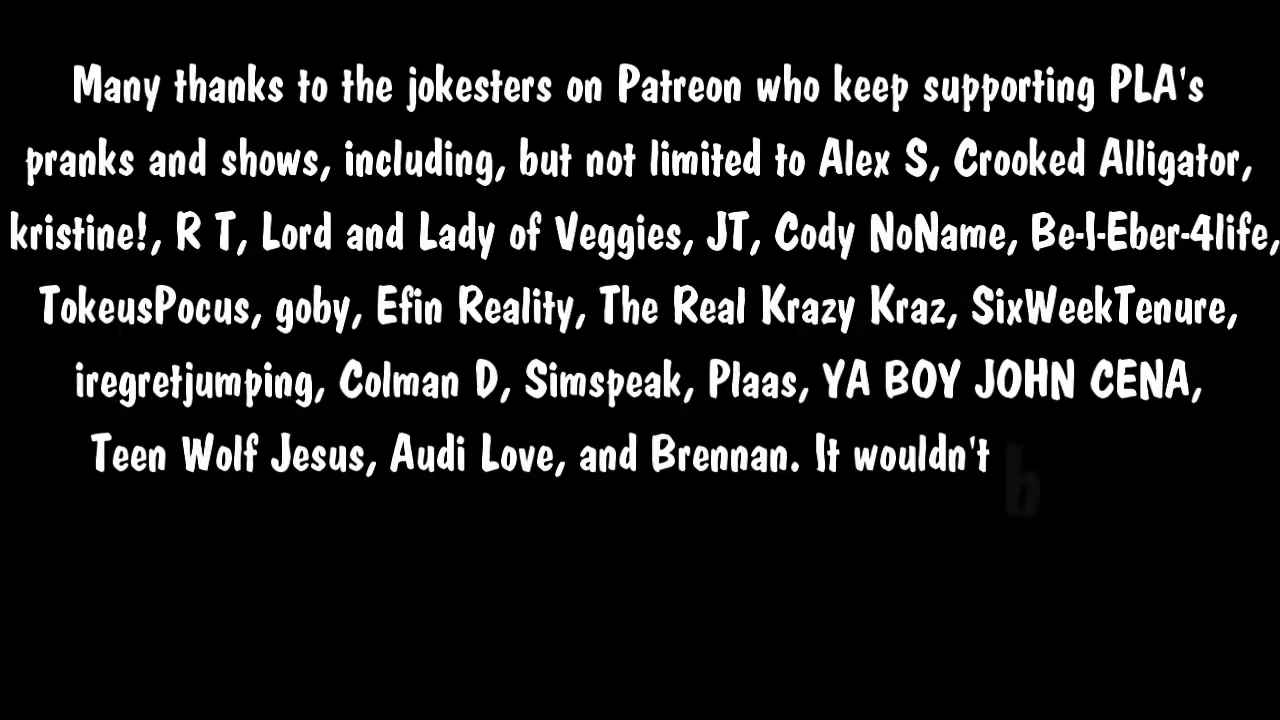 Many thanks to the jokesters on Patreon who keep supporting PLA's
pranks and shows, including, but not limited to Alex S, Crooked Alligator,
kristine!, R T, Lord and Lady of Veggies, JT, Cody NoName, Be-l-Eber-4life,
TokeusPocus, goby, Efin Reality, The Real Krazy Kraz, SixWeekTenure,
iregretjumping, Colman D, Simspeak, Plaas, YA BOY JOHN CENA,
Teen Wolf Jesus, Audi Love, and Brennan. It wouldn't b